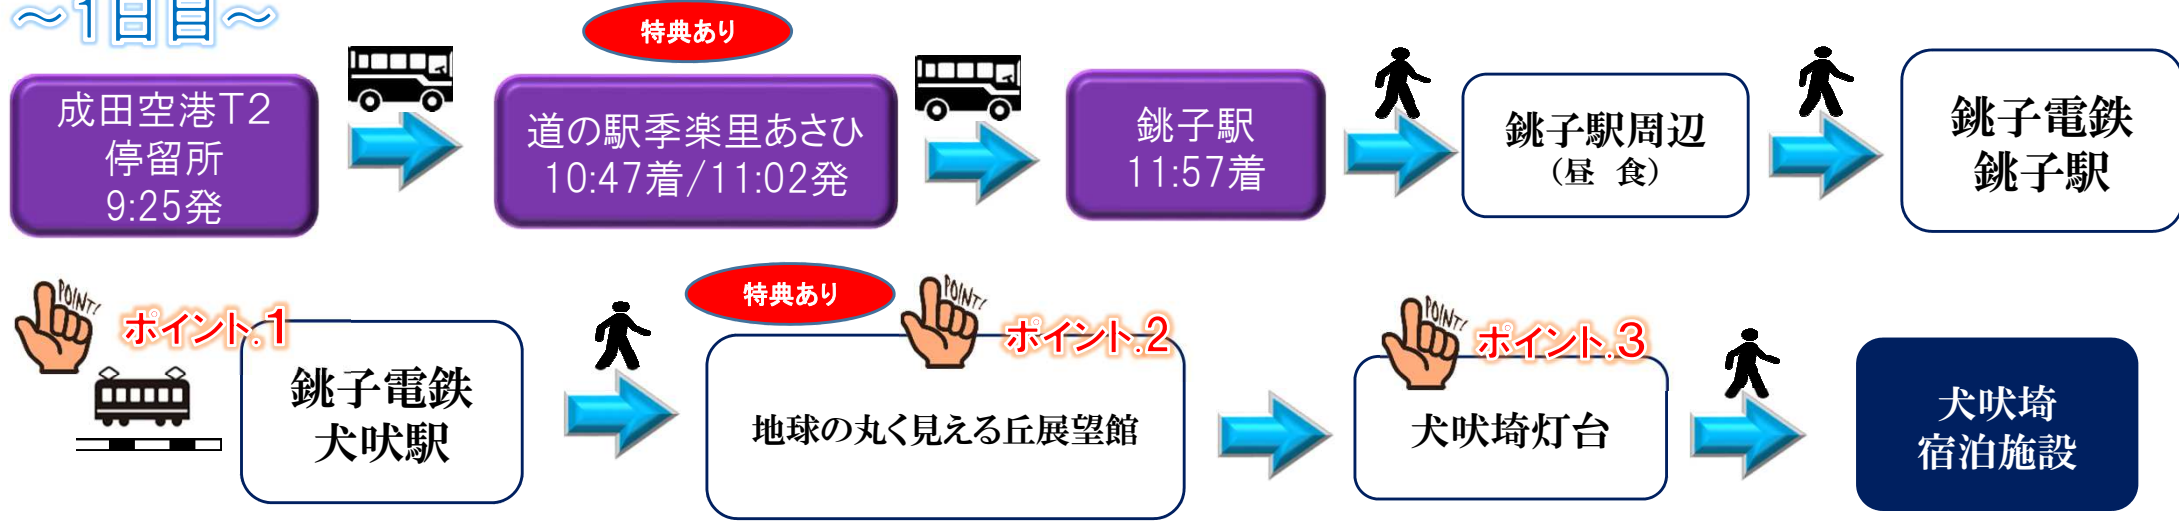 ～1日目～
特典あり
成田空港T2
停留所
9:25発
道の駅季楽里あさひ
10:47着/11:02発
銚子駅
11:57着
銚子駅周辺
（昼　食）
銚子電鉄
銚子駅
POINT!
ポイント.1
銚子電鉄
犬吠駅
特典あり
POINT!
ポイント.2
地球の丸く見える丘展望館
POINT!
ポイント.3
犬吠埼灯台
犬吠埼
宿泊施設